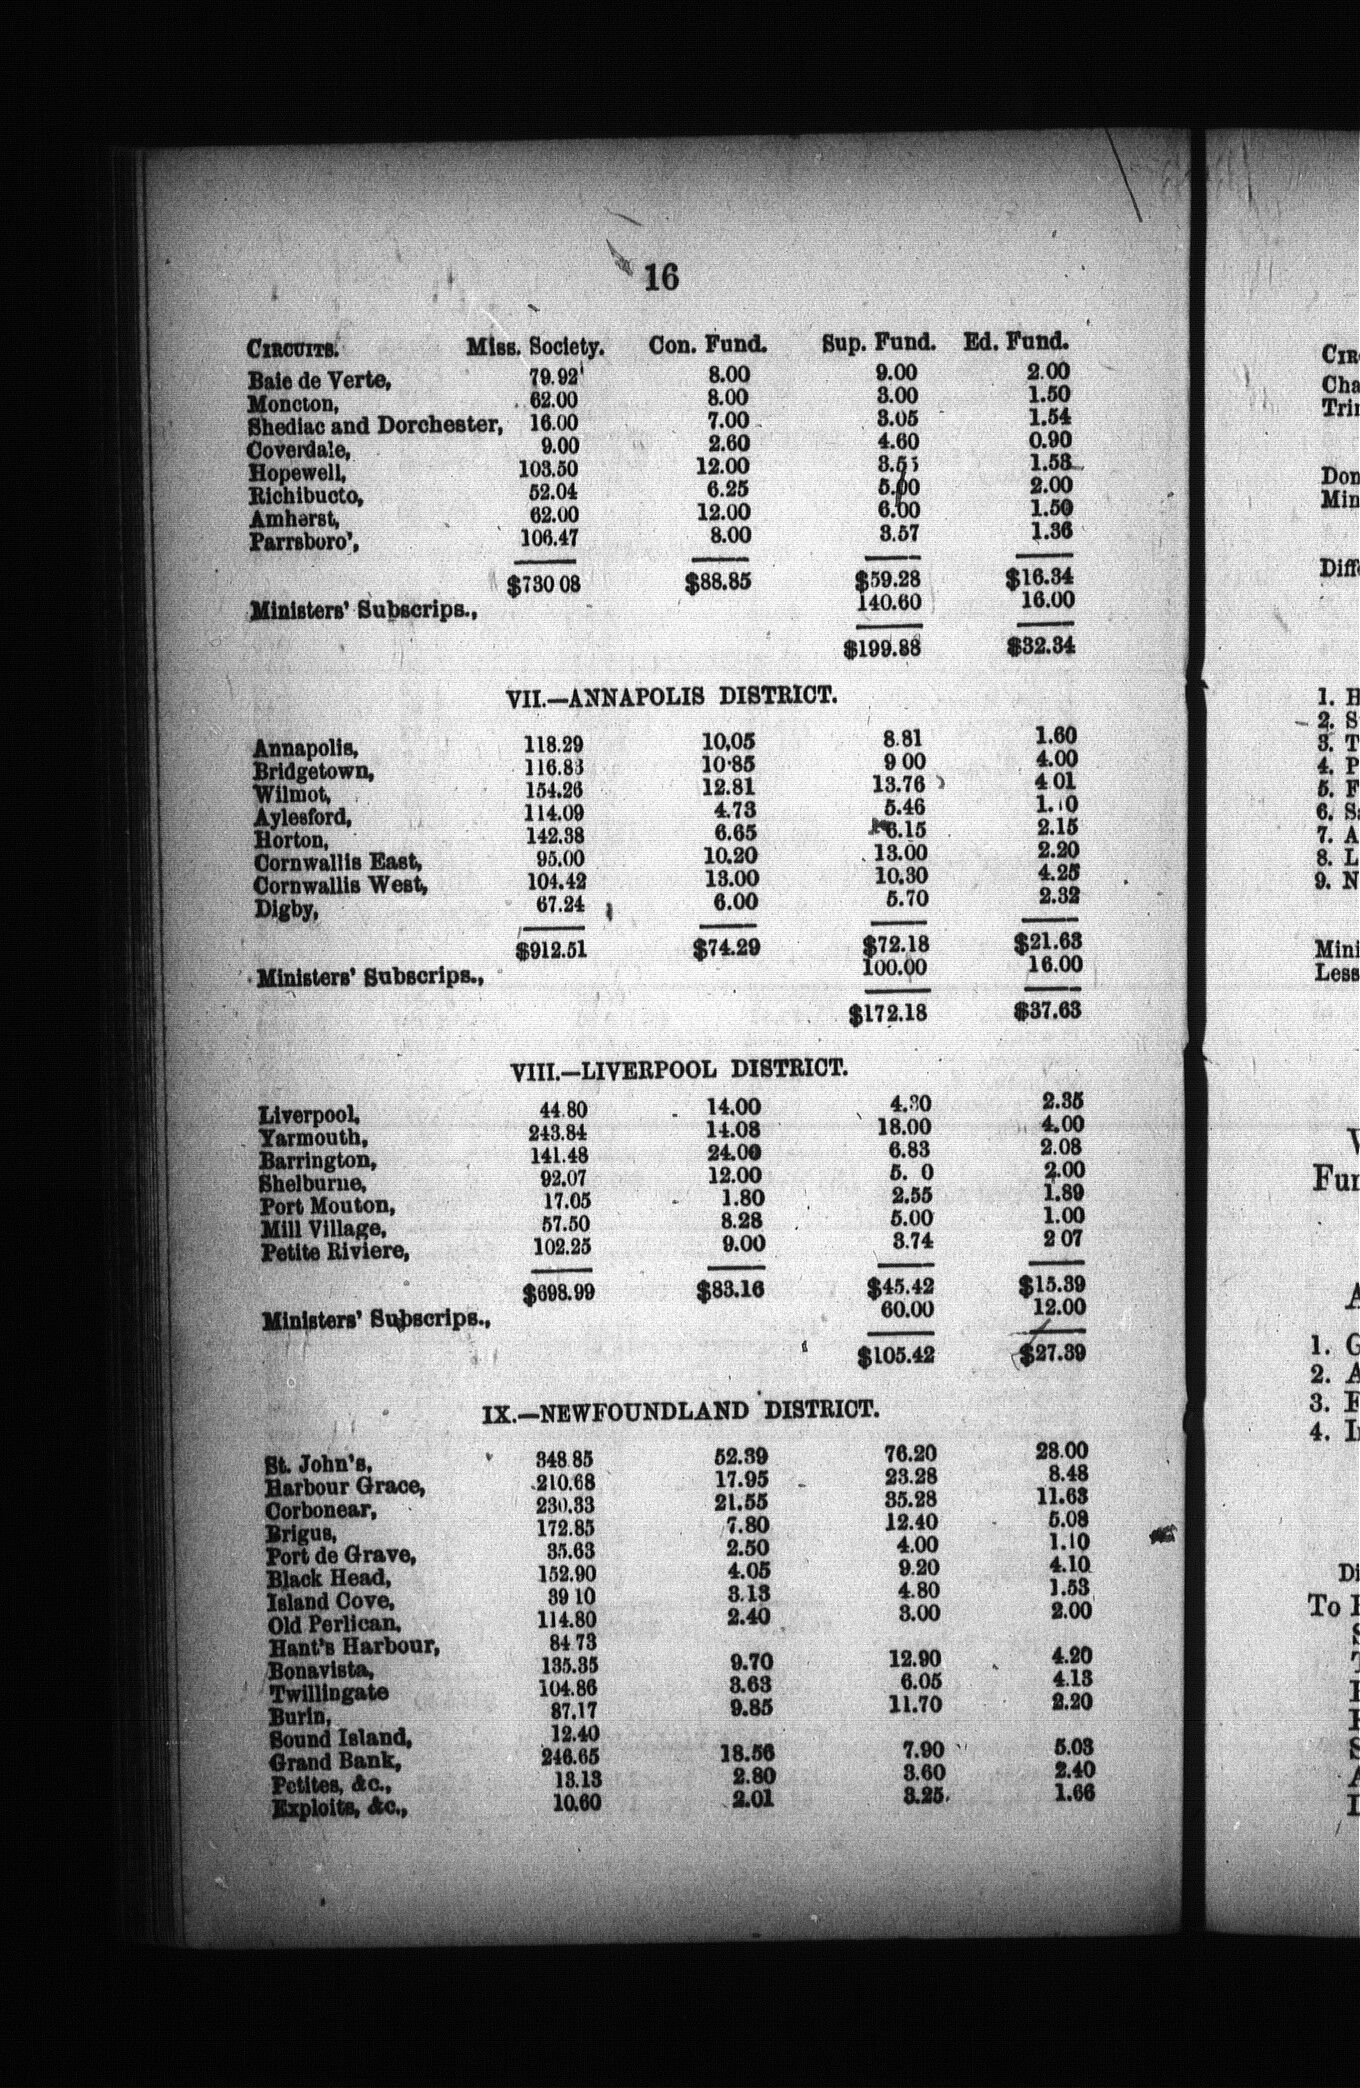 16
CIRCUITS. Miss. Society. Con. Fund. Sup. Fund. Ed. Fund.
Baie de Verte, 79.92 8.00 9.00 2.00
Moncton, 62.00 8.00 3.00 1.50
Shediac and Dorchester, 16.00 7.00 3.05 1.54
Coverdale, 9.00 2.60 4.60 0.90
Hopewell, 103.50 12.00 1.53
Richibucto, 52.04 6.25 5.00 2.00
Amherst, 62.00 12.00 6.00 1.50
Parrsboro', 106.47 8.00 3.57 1.36
$730 08 $88.85 $59.28 $16.34
Ministers' Subscrips., 140.60 16.00
$199.88 $32.34
VII.—ANNAPOLIS DISTRICT.
Annapolis, 118.29 10,05 8.81 1.60
Bridgetown, 116.83 10·85 9 00 4.00
Wilmot, 154.26 12.81 13.76 4 01
Aylesford, 114.09 4.73 5.46
Horton, 142.38 6.65 6.15 2.15
Cornwallis East, 95.00 10.20 13.00 2.20
Cornwallis West, 104.42 13.00 10.30 4.25
Digby, 67.24 6.00 5.70 2.32
$912.51 $74.29 $72.18 $21.63
Ministers' Subscrips., 100.00 16.00
$172.18 $37.63
VIII.—LIVERPOOL DISTRICT.
Liverpool, 44.80 14.00 2.35
Yarmouth, 243.84 14.08 18.00 4.00
Barrington, 141.48 24.00 6.83 2.08
Shelburne, 92.07 12.00 5. 0 2.00
Port Mouton, 17.05 1.80 2.55 1.89
Mill Village, 57.50 8.28 5.00 1.00
Petite Riviere, 102.25 9.00 3.74 2 07
$698.99 $83.16 $45.42 $15.39
Ministers' Subscrips., 60.00 12.00
$105.42 $27.39
IX.—NEWFOUNDLAND DISTRICT.
St. John's, 348 85 52.39 76.20 28.00
Harbour Grace, 210.68 17.95 23.28 8.48
Corbonear, 230.33 21.55 35.28 11.63
Brigus, 172.85 7.80 12.40 5.08
Port de Grave, 35.63 2.50 4.00 1.10
Black Head, 152.90 4.05 9.20 4.10
Island Cove, 39 10 3.13 4.80 1.53
Old Perlican, 114.80 2.40 3.00 2.00
Hant's Harbour, 84 73
Bonavista, 135.35 9.70 12.90 4.20
Twillingate 104.86 3.63 6.05 4.13
Burin, 87.17 9.85 11.70 2.20
Sound Island, 12.40
Grand Bank, 246.65 18.56 7.90 5.03
Petites, &c., 13.13 2.80 3.60 2.40
Exploits, &c., 10.60 2.01 3.25 1.66